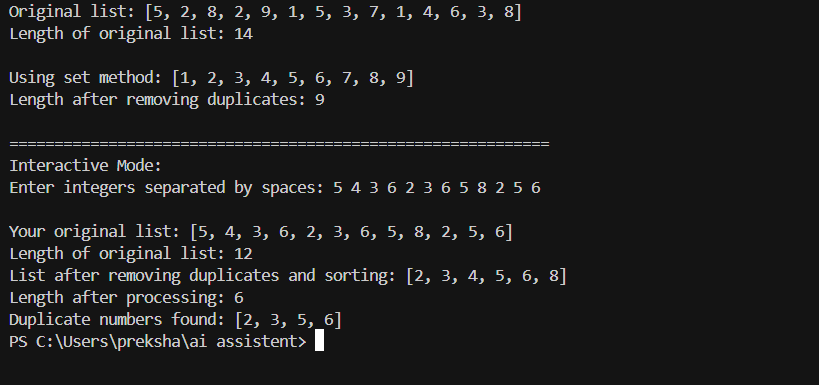 Original list: [5, 2, 8, 2, 9, 1, 5, 3, 7, 1, 4, 6, 3, 8]
Length of original list: 14
Using set method: [1, 2, 3, 4, 5, 6, 7, 8, 9]
Length after removing duplicates: 9
============================================================
Interactive Mode:
Enter integers separated by spaces: 5 4 3 6 2 3 6 5 8 2 5 6
Your original list: [5, 4, 3, 6, 2, 3, 6, 5, 8, 2, 5, 6]
Length of original list: 12
List after removing duplicates and sorting: [2, 3, 4, 5, 6, 8]
Length after processing: 6
Duplicate numbers found: [2, 3, 5, 6]
PS C:\Users\preksha\ai assistent>